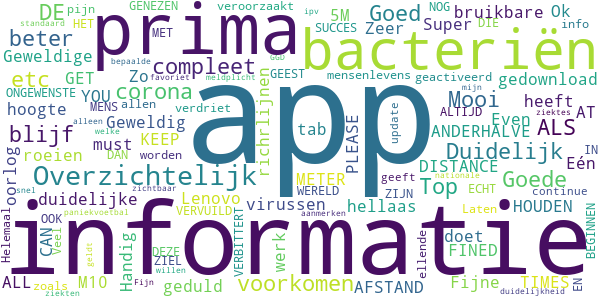 DE pijn prima GENEZEN veroorzaakt 5M Goed NOG HET DIE
standaard MET SUCCES Zeer Super bruikbare Ok info
beter bepaalde GGD ipv
Geweldige Zo compleet favoriet meldplicht mensenlevens geactiveerd mijn
etc GET corona allen GEEST bacteriën gedownload
ONGEWENSTE YOU verdriet app tab update Mooi ziektes
hoogte MENS Geweldig PLEASE Even ALTIJD heeft AT
blijf alleen must KEEP richrlijnen ANDERHALVE ALS
oorlog roeien DAN worden DISTANCE Duidelijk IN
welke Eén
Overzichtelijk METER Top geeft ZIJN Goede
duidelijke Lenovo virussen WERELD ECHT nationale continue
Helemaal snel OOK VERVUILD hellaas aanmerken Laten HOUDEN BEGINNEN
zichtbaar paniekvoetbal
CAN Veel informatie
ALL zoals geldt Handig DEZE ZIEL VERBITTERT werk ellende doet FINED EN
M10 geduld voorkomen AFSTAND Fijne TIMES
ziekten Fijn willen duidelijkheid